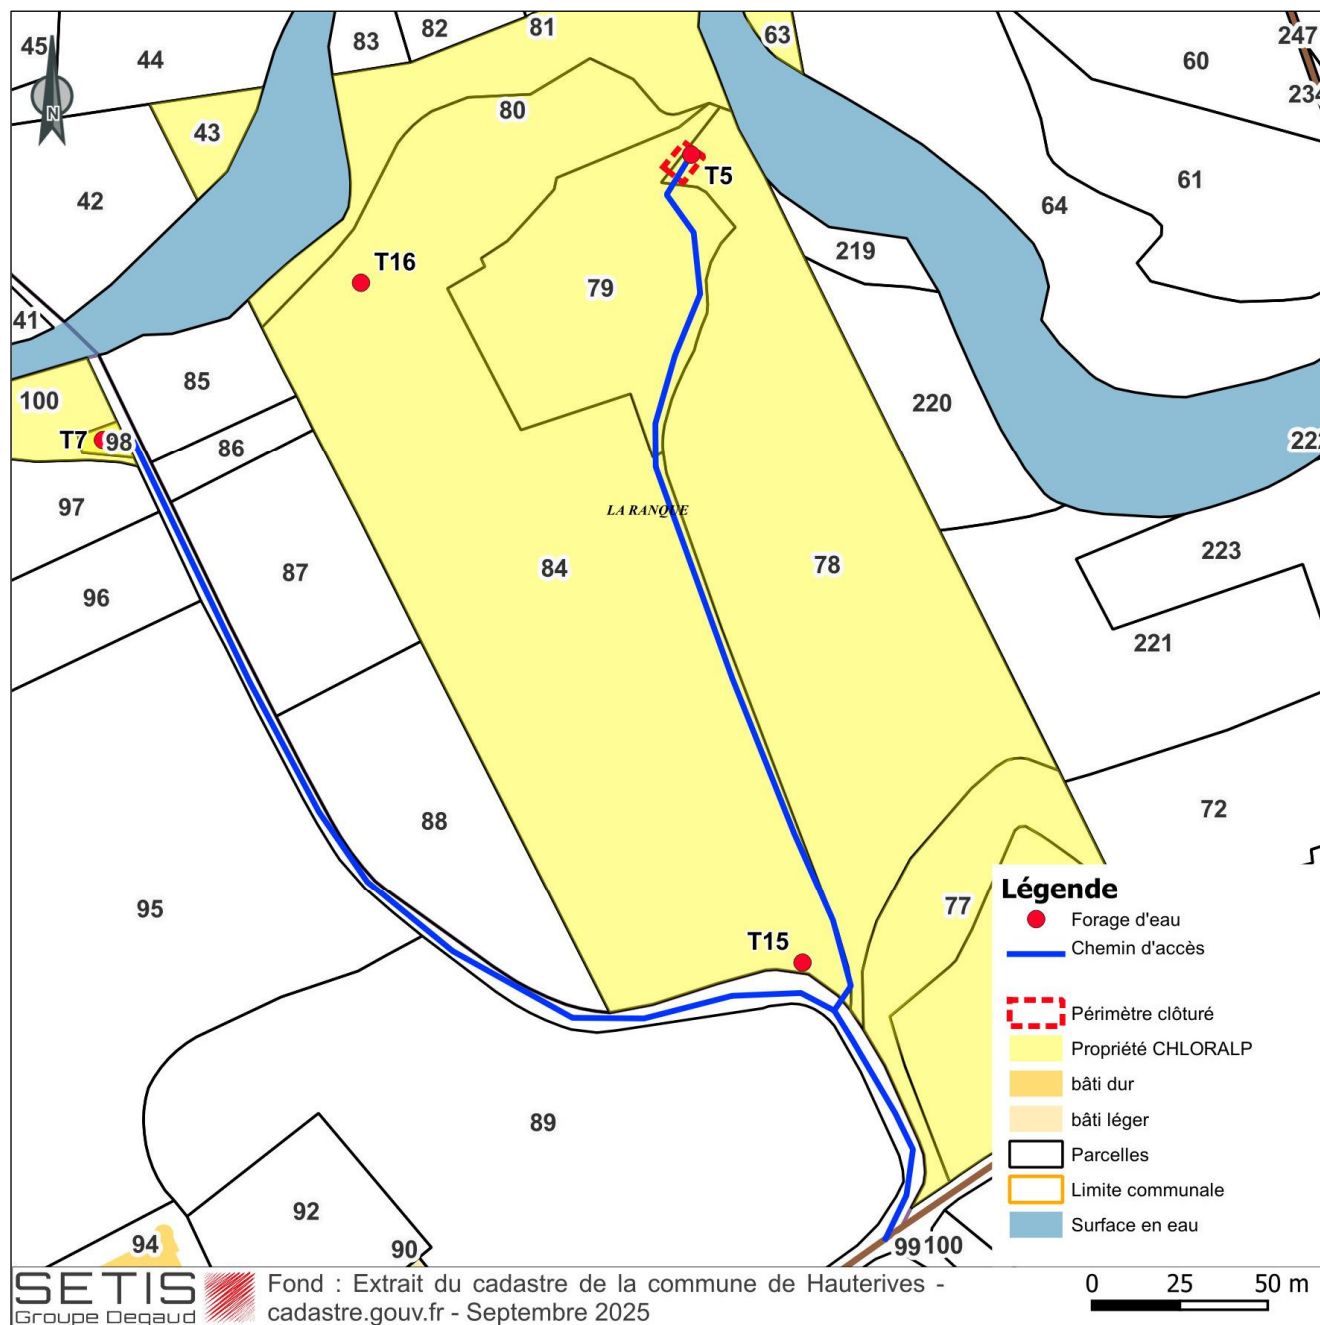 45
44
83
82
81
63
60
247
234
N
43
80
42
T5
61
64
T16
219
79
41
85
100
220
T7
98
86
222
97
LA RANQUE
87
84
78
223
96
221
88
72
95
77
T15
89
92
94
90
99
100
Légende
Forage d'eau
Chemin d'accès
Périmètre clôturé
Propriété CHLORALP
bâti dur
bâti léger
Parcelles
Limite communale
Surface en eau
SETIS
Groupe Degaud
Fond : Extrait du cadastre de la commune de Hauterives -
cadastre.gouv.fr - Septembre 2025
0 25 50 m